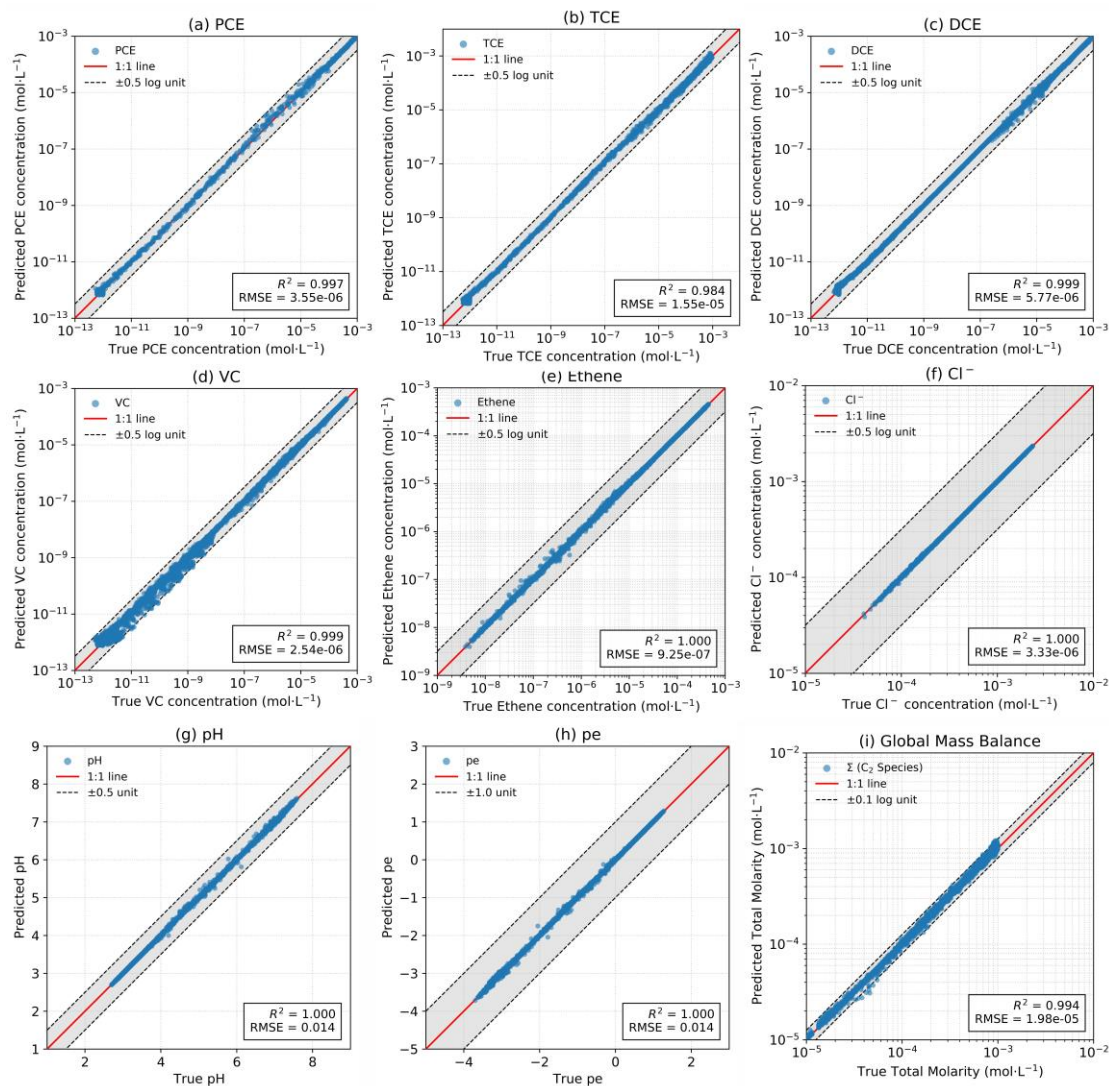 (a) PCE
PCE
1:1 line
±0.5 log unit
Predicted PCE concentration (mol·L⁻¹)
10⁻³
10⁻⁵
10⁻⁷
10⁻⁹
10⁻¹¹
10⁻¹³
R² = 0.997
RMSE = 3.55e-06
10⁻¹³ 10⁻¹¹ 10⁻⁹ 10⁻⁷ 10⁻⁵ 10⁻³
True PCE concentration (mol·L⁻¹)
(b) TCE
TCE
1:1 line
±0.5 log unit
Predicted TCE concentration (mol·L⁻¹)
10⁻³
10⁻⁵
10⁻⁷
10⁻⁹
10⁻¹¹
10⁻¹³
R² = 0.984
RMSE = 1.55e-05
10⁻¹³ 10⁻¹¹ 10⁻⁹ 10⁻⁷ 10⁻⁵ 10⁻³
True TCE concentration (mol·L⁻¹)
(c) DCE
DCE
1:1 line
±0.5 log unit
Predicted DCE concentration (mol·L⁻¹)
10⁻³
10⁻⁵
10⁻⁷
10⁻⁹
10⁻¹¹
10⁻¹³
R² = 0.999
RMSE = 5.77e-06
10⁻¹³ 10⁻¹¹ 10⁻⁹ 10⁻⁷ 10⁻⁵ 10⁻³
True DCE concentration (mol·L⁻¹)
(d) VC
VC
1:1 line
±0.5 log unit
Predicted VC concentration (mol·L⁻¹)
10⁻³
10⁻⁵
10⁻⁷
10⁻⁹
10⁻¹¹
10⁻¹³
R² = 0.999
RMSE = 2.54e-06
10⁻¹³ 10⁻¹¹ 10⁻⁹ 10⁻⁷ 10⁻⁵ 10⁻³
True VC concentration (mol·L⁻¹)
(e) Ethene
Ethene
1:1 line
±0.5 log unit
Predicted Ethene concentration (mol·L⁻¹)
10⁻³
10⁻⁴
10⁻⁵
10⁻⁶
10⁻⁷
10⁻⁸
10⁻⁹
R² = 1.000
RMSE = 9.25e-07
10⁻⁹ 10⁻⁸ 10⁻⁷ 10⁻⁶ 10⁻⁵ 10⁻⁴ 10⁻³
True Ethene concentration (mol·L⁻¹)
(f) Cl⁻
Cl⁻
1:1 line
±0.5 log unit
Predicted Cl⁻ concentration (mol·L⁻¹)
10⁻²
10⁻³
10⁻⁴
10⁻⁵
R² = 1.000
RMSE = 3.33e-06
10⁻⁵ 10⁻⁴ 10⁻³ 10⁻²
True Cl⁻ concentration (mol·L⁻¹)
(g) pH
pH
1:1 line
±0.5 unit
Predicted pH
9
8
7
6
5
4
3
2
1
R² = 1.000
RMSE = 0.014
2 4 6 8
True pH
(h) pe
pe
1:1 line
±1.0 unit
Predicted pe
3
2
1
0
−1
−2
−3
−4
−5
R² = 1.000
RMSE = 0.014
−4 −2 0 2
True pe
(i) Global Mass Balance
Σ (C₂ Species)
1:1 line
±0.1 log unit
Predicted Total Molarity (mol·L⁻¹)
10⁻²
10⁻³
10⁻⁴
10⁻⁵
R² = 0.994
RMSE = 1.98e-05
10⁻⁵ 10⁻⁴ 10⁻³ 10⁻²
True Total Molarity (mol·L⁻¹)